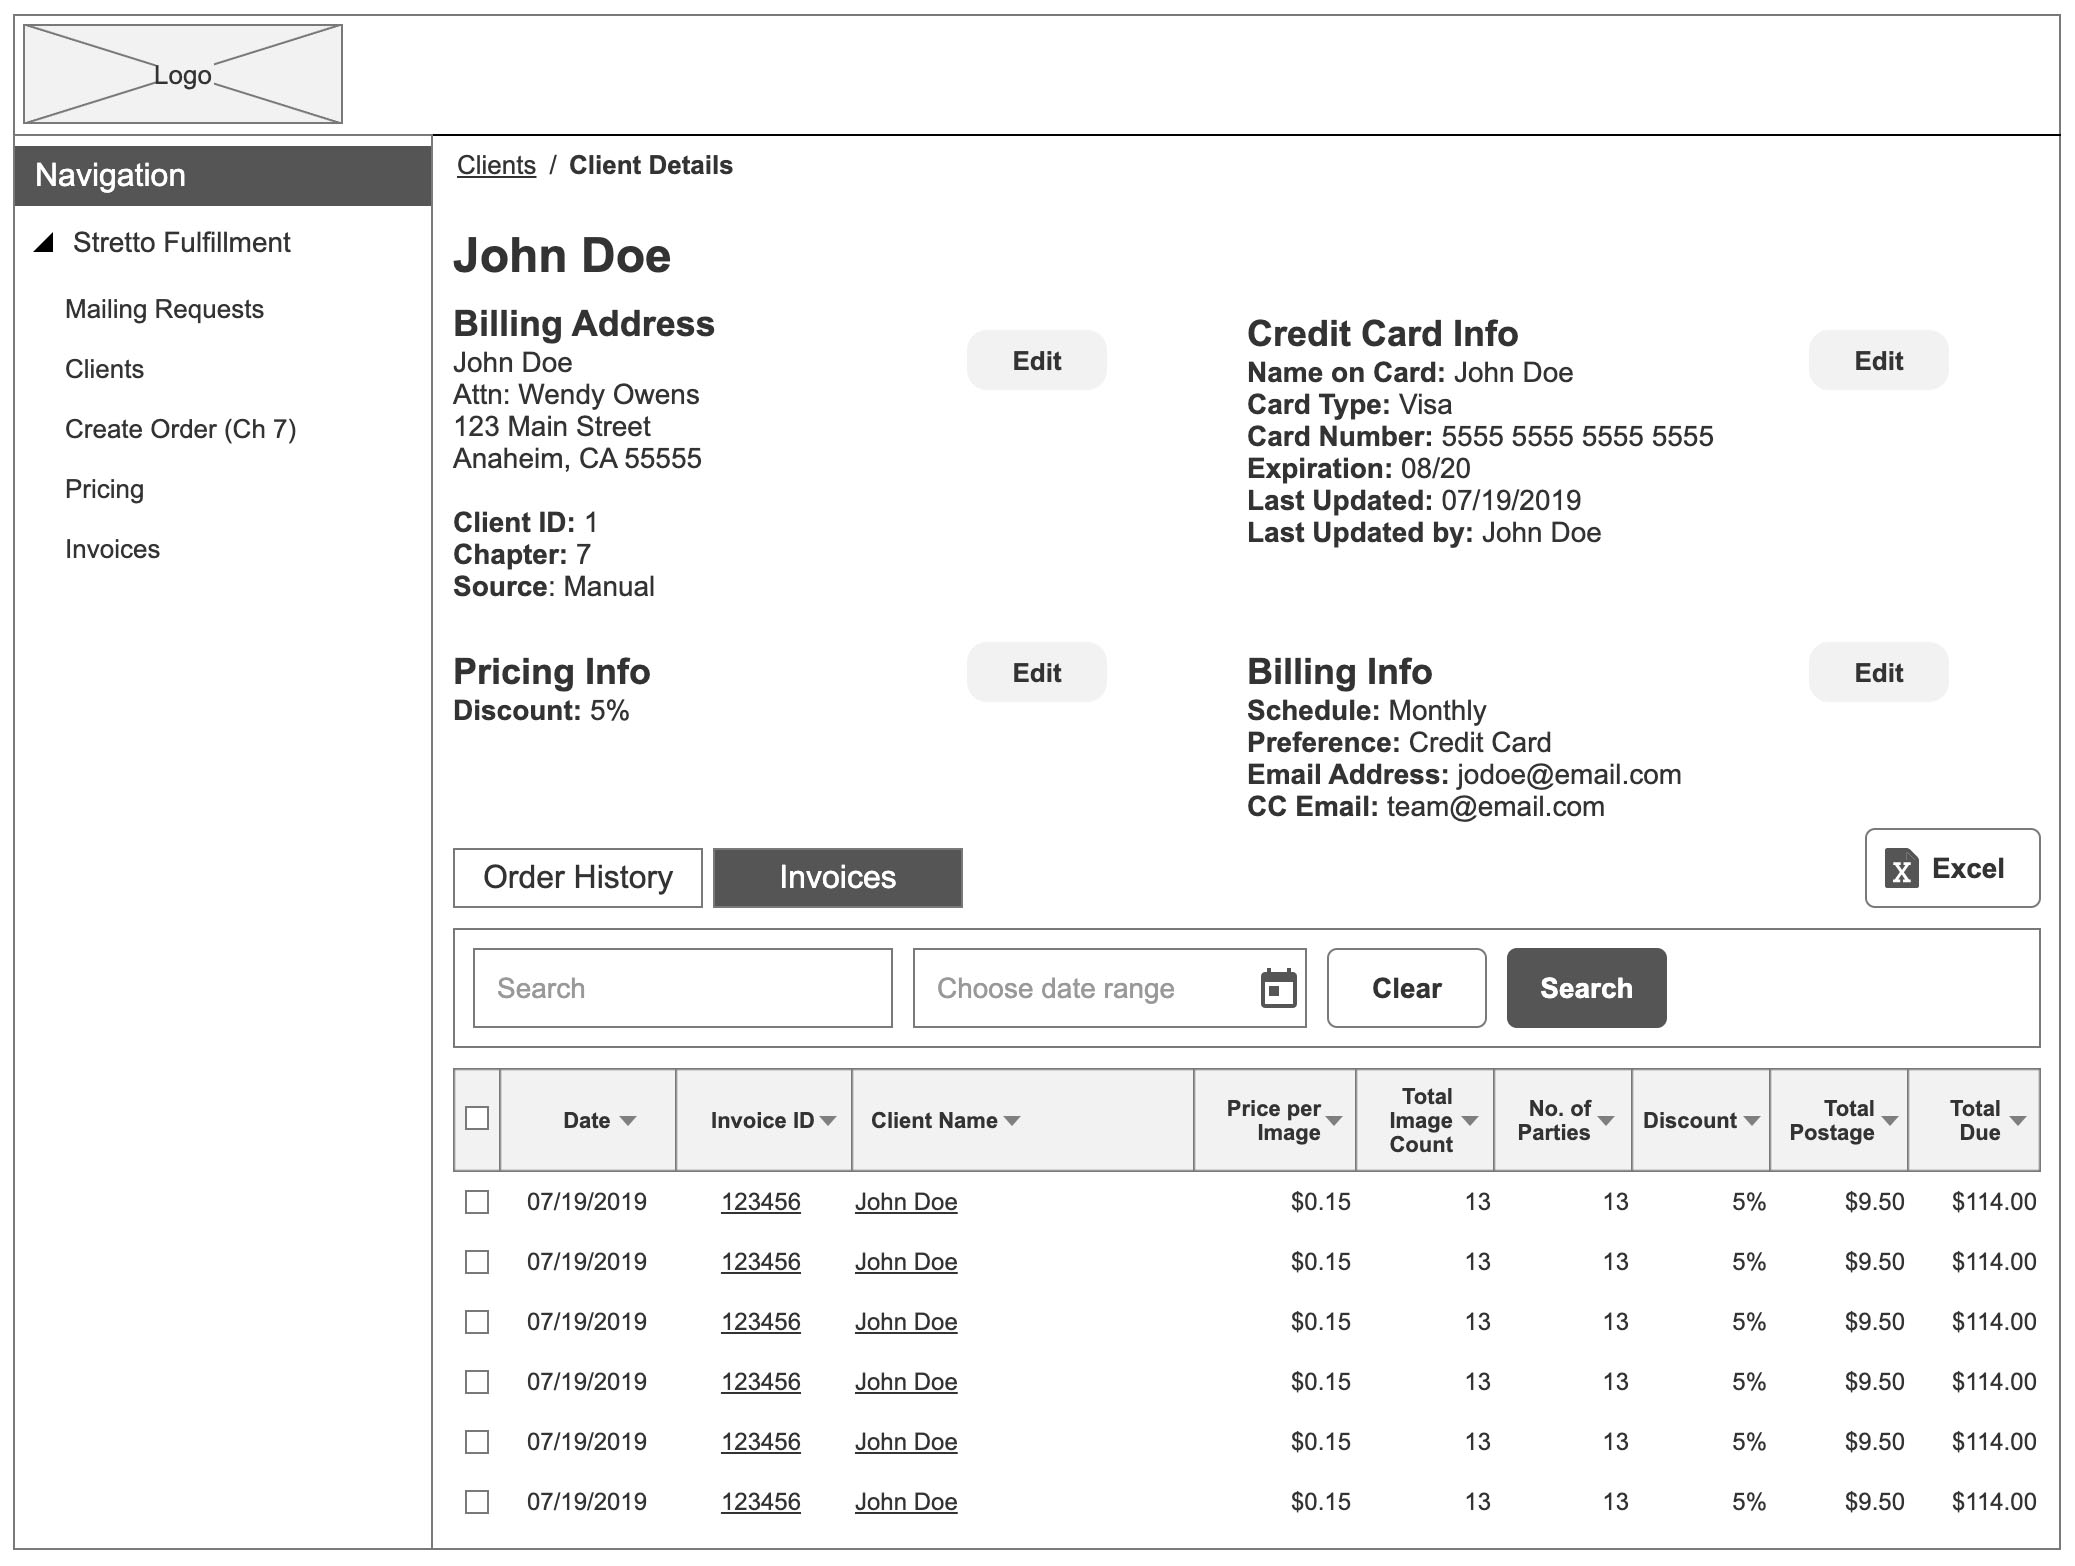 Logo
Navigation
Stretto Fulfillment
Mailing Requests
Clients
Create Order (Ch 7)
Pricing
Invoices
Clients / Client Details
John Doe
Billing Address
Edit
John Doe
Attn: Wendy Owens
123 Main Street
Anaheim, CA 55555
Client ID: 1
Chapter: 7
Source: Manual
Credit Card Info
Edit
Name on Card: John Doe
Card Type: Visa
Card Number: 5555 5555 5555 5555
Expiration: 08/20
Last Updated: 07/19/2019
Last Updated by: John Doe
Pricing Info
Edit
Discount: 5%
Billing Info
Edit
Schedule: Monthly
Preference: Credit Card
Email Address: jodoe@email.com
CC Email: team@email.com
Order History
Invoices
X Excel
Search
Choose date range
Clear
Search
Date
Invoice ID
Client Name
Price per
Image
Total
Image
Count
No. of
Parties
Discount
Total
Postage
Total
Due
07/19/2019 123456 John Doe $0.15 13 13 5% $9.50 $114.00
07/19/2019 123456 John Doe $0.15 13 13 5% $9.50 $114.00
07/19/2019 123456 John Doe $0.15 13 13 5% $9.50 $114.00
07/19/2019 123456 John Doe $0.15 13 13 5% $9.50 $114.00
07/19/2019 123456 John Doe $0.15 13 13 5% $9.50 $114.00
07/19/2019 123456 John Doe $0.15 13 13 5% $9.50 $114.00